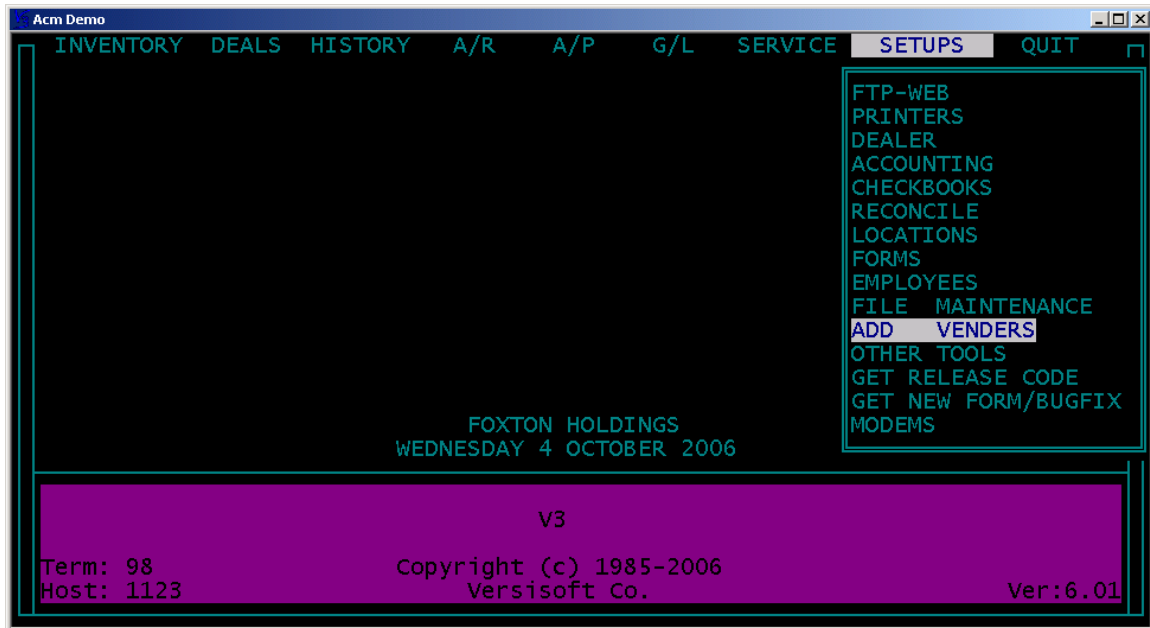 Acm Demo
INVENTORY DEALS HISTORY A/R A/P G/L SERVICE SETUPS QUIT
FTP-WEB
PRINTERS
DEALER
ACCOUNTING
CHECKBOOKS
RECONCILE
LOCATIONS
FORMS
EMPLOYEES
FILE MAINTENANCE
ADD VENDERS
OTHER TOOLS
GET RELEASE CODE
GET NEW FORM/BUGFIX
MODEMS
FOXTON HOLDINGS
WEDNESDAY 4 OCTOBER 2006
V3
Term: 98 Copyright (c) 1985-2006
Host: 1123 Versisoft Co. Ver:6.01